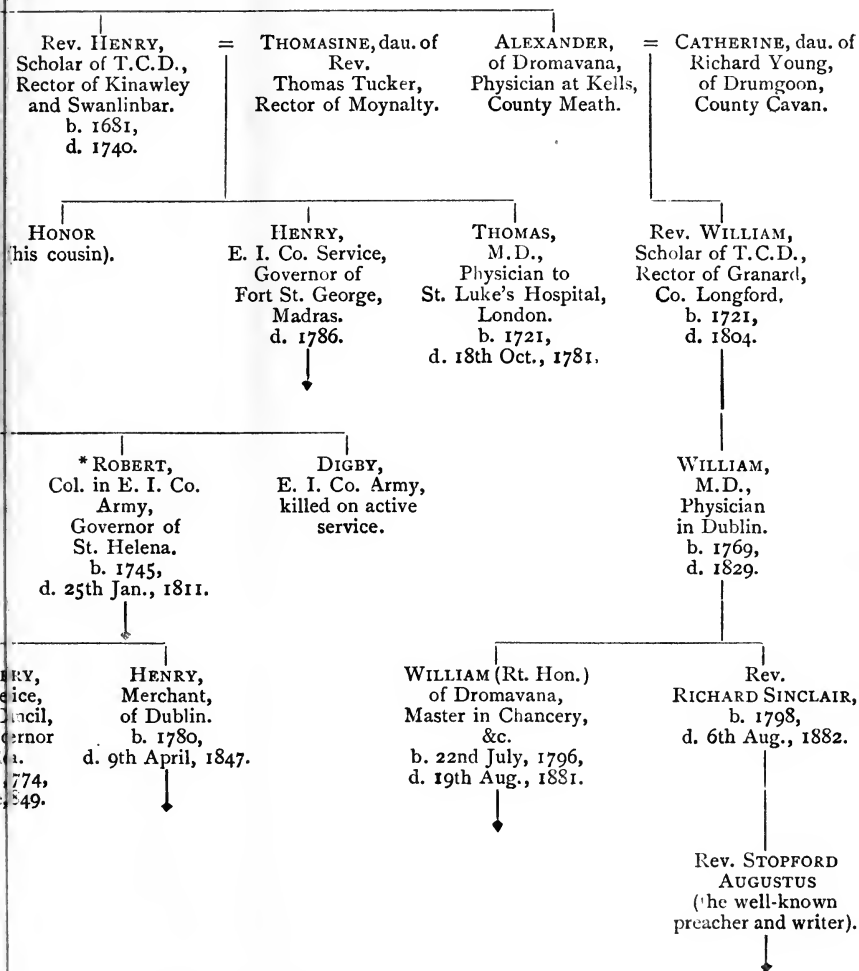 Rev. HENRY,
Scholar of T.C.D.,
Rector of Kinawley
and Swanlinbar.
b. 1681,
d. 1740.
=
THOMASINE, dau. of
Rev.
Thomas Tucker,
Rector of Moynalty.
ALEXANDER,
of Dromavana,
Physician at Kells,
County Meath.
=
CATHERINE, dau. of
Richard Young,
of Drumgoon,
County Cavan.
HONOR
his cousin).
HENRY,
E. I. Co. Service,
Governor of
Fort St. George,
Madras.
d. 1786.
THOMAS,
M.D.,
Physician to
St. Luke's Hospital,
London.
b. 1721,
d. 18th Oct., 1781.
Rev. WILLIAM,
Scholar of T.C.D.,
Rector of Granard,
Co. Longford,
b. 1721,
d. 1804.
*ROBERT,
Col. in E. I. Co.
Army,
Governor of
St. Helena.
b. 1745,
d. 25th Jan., 1811.
DIGBY,
E. I. Co. Army,
killed on active
service.
WILLIAM,
M.D.,
Physician
in Dublin.
b. 1769,
d. 1829.
HENRY,
Merchant,
of Dublin.
b. 1780,
d. 9th April, 1847.
WILLIAM (Rt. Hon.)
of Dromavana,
Master in Chancery,
&c.
b. 22nd July, 1796,
d. 19th Aug., 1881.
Rev.
RICHARD SINCLAIR,
b. 1798,
d. 6th Aug., 1882.
Rev. STOPFORD
AUGUSTUS
(the well-known
preacher and writer).